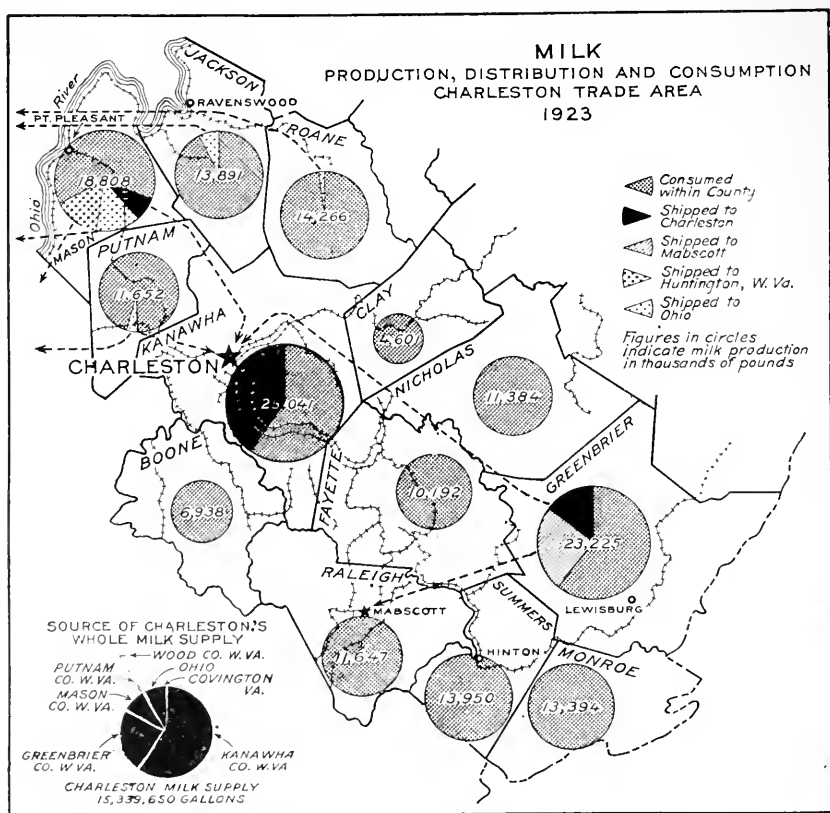 MILK
PRODUCTION, DISTRIBUTION AND CONSUMPTION
CHARLESTON TRADE AREA
1923
JACKSON
River
RAVENSWOOD
PT. PLEASANT
ROANE
18,808
13,891
14,266
Ohio
MASON
PUTNAM
11,652
KANAWHA
CLAY
4,607
CHARLESTON
NICHOLAS
11,384
25,041
BOONE
FAYETTE
GREENBRIER
10,192
6,938
23,225
RALEIGH
SUMMERS
LEWISBURG
MABSCOTT
11,647
HINTON
MONROE
13,950
13,394
Consumed
within County
Shipped to
Charleston
Shipped to
Mabscott
Shipped to
Huntington, W. Va.
Shipped to
Ohio
Figures in circles
indicate milk production
in thousands of pounds
SOURCE OF CHARLESTON'S
WHOLE MILK SUPPLY
WOOD CO. W. VA.
PUTNAM
CO. W. VA.
OHIO
COVINGTON
VA.
MASON
CO. W. VA.
GREENBRIER
CO. W. VA.
KANAWHA
CO. W. VA
CHARLESTON MILK SUPPLY
15,339,650 GALLONS